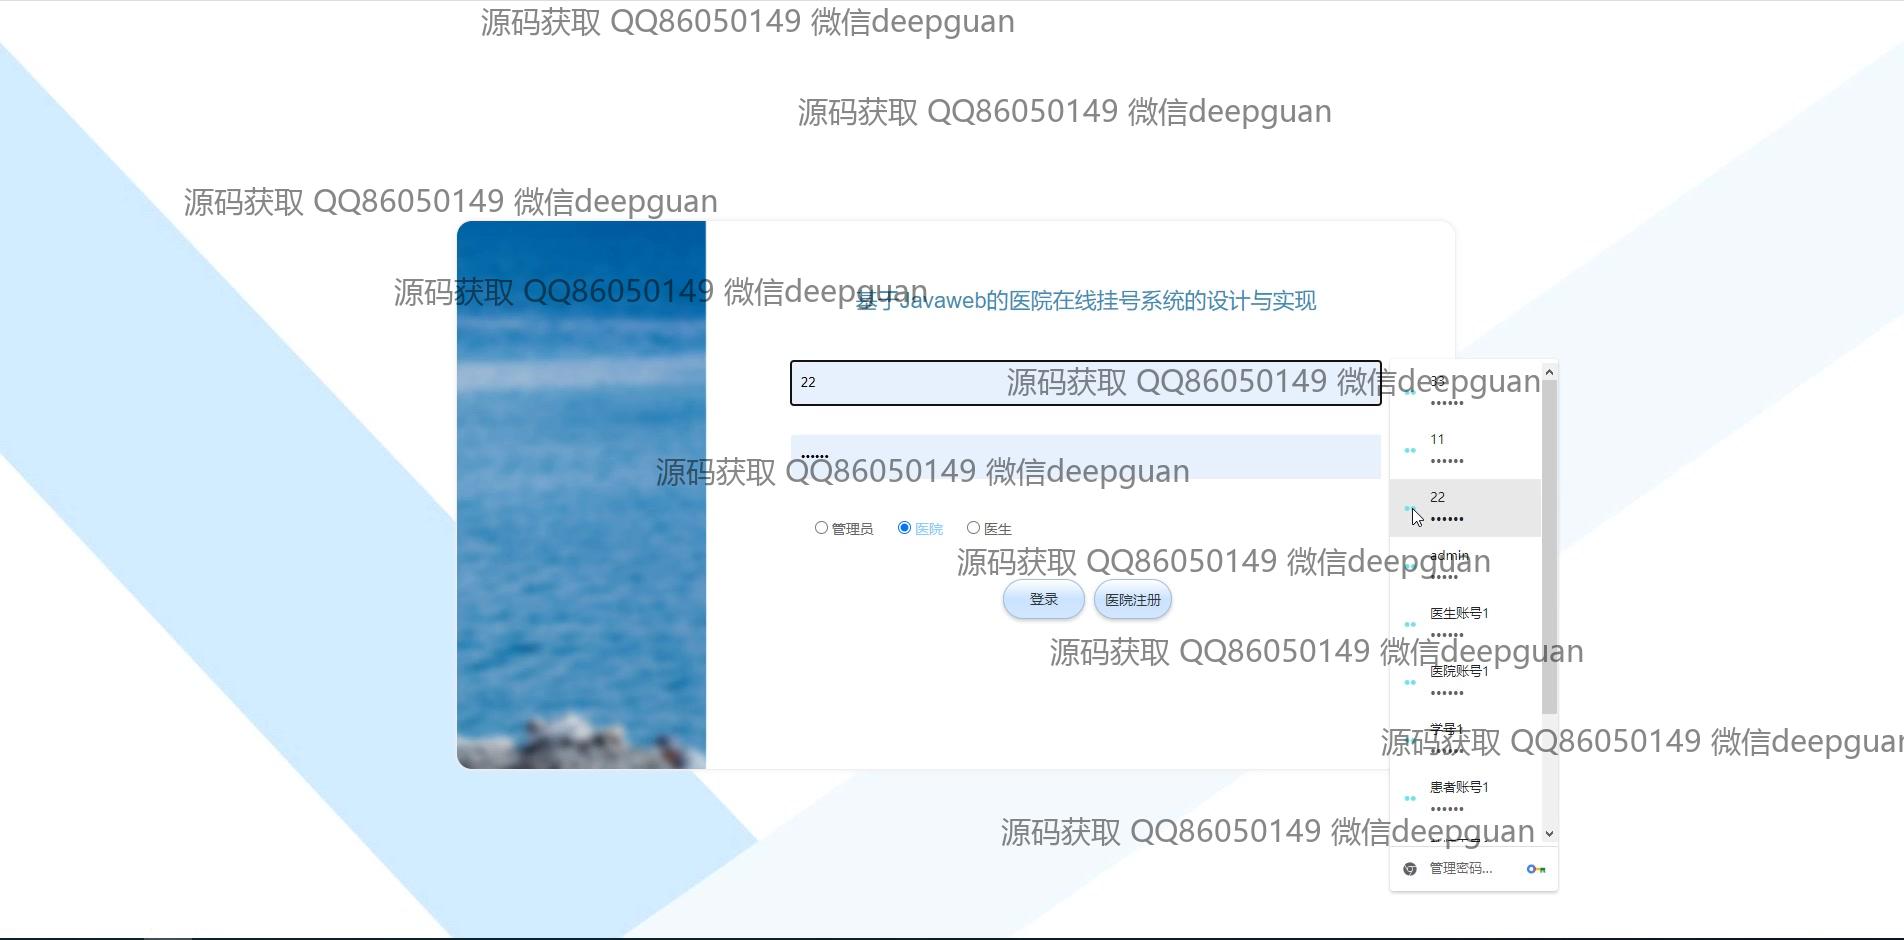 源码获取 QQ86050149 微信deepguan
源码获取 QQ86050149 微信deepguan
源码获取 QQ86050149 微信deepguan
源码获取 QQ86050149 微信deepguan
基于Javaweb的医院在线挂号系统的设计与实现
22
源码获取 QQ86050149 微信deepguan
33
••••••
11
••••••
••••••
源码获取 QQ86050149 微信deepguan
22
••••••
管理员
医院
医生
admin
•••••
源码获取 QQ86050149 微信deepguan
登录
医院注册
医生账号1
••••••
源码获取 QQ86050149 微信deepguan
医院账号1
••••••
学号1
••••••
源码获取 QQ86050149 微信deepguan
患者账号1
••••••
源码获取 QQ86050149 微信deepguan
管理密码...